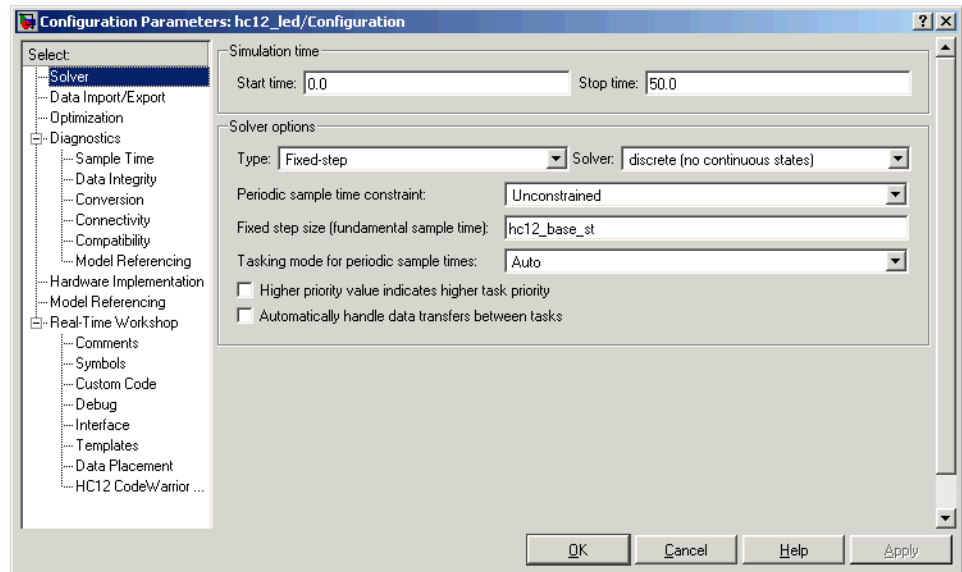 Configuration Parameters: hc12_led/Configuration
Select:
Solver
Data Import/Export
Optimization
Diagnostics
Sample Time
Data Integrity
Conversion
Connectivity
Compatibility
Model Referencing
Hardware Implementation
Model Referencing
Real-Time Workshop
Comments
Symbols
Custom Code
Debug
Interface
Templates
Data Placement
HC12 CodeWarrior ...
Simulation time
Start time: 0.0 Stop time: 50.0
Solver options
Type: Fixed-step Solver: discrete (no continuous states)
Periodic sample time constraint: Unconstrained
Fixed step size (fundamental sample time): hc12_base_st
Tasking mode for periodic sample times: Auto
Higher priority value indicates higher task priority
Automatically handle data transfers between tasks
OK Cancel Help Apply